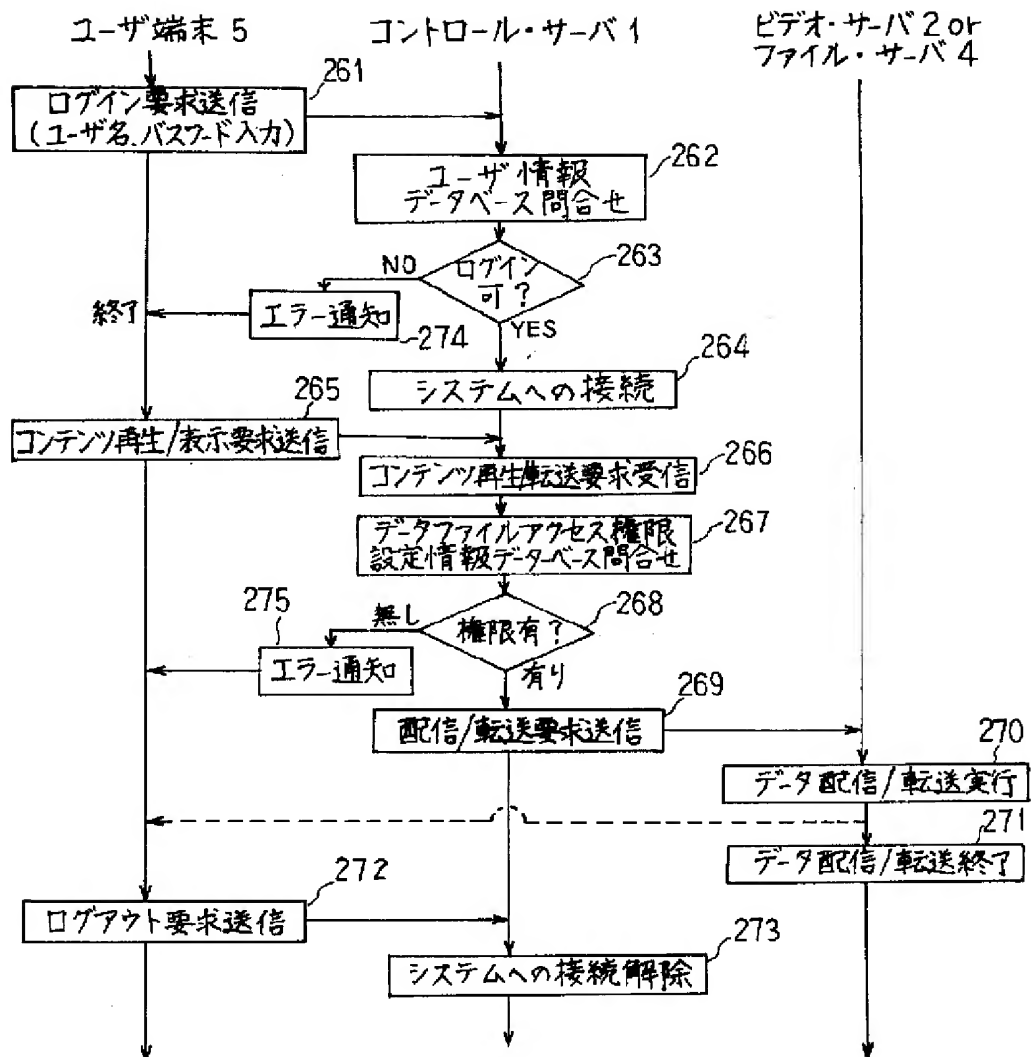 ユーザ端末 5
コントロール・サーバ 1
ビデオ・サーバ 2 or
ファイル・サーバ 4
261
ログイン要求送信
(ユーザ名、パスワード入力)
262
ユーザ情報
データベース問合せ
263
ログイン
可?
NO
YES
エラー通知
274
終了
264
システムへの接続
265
コンテンツ再生/表示要求送信
266
コンテンツ再生/転送要求受信
267
データファイルアクセス権限
設定情報データーベース問合せ
268
権限有?
無し
有り
275
エラー通知
269
配信/転送要求送信
270
データ配信/転送実行
271
データ配信/転送終了
272
ログアウト要求送信
273
システムへの接続解除